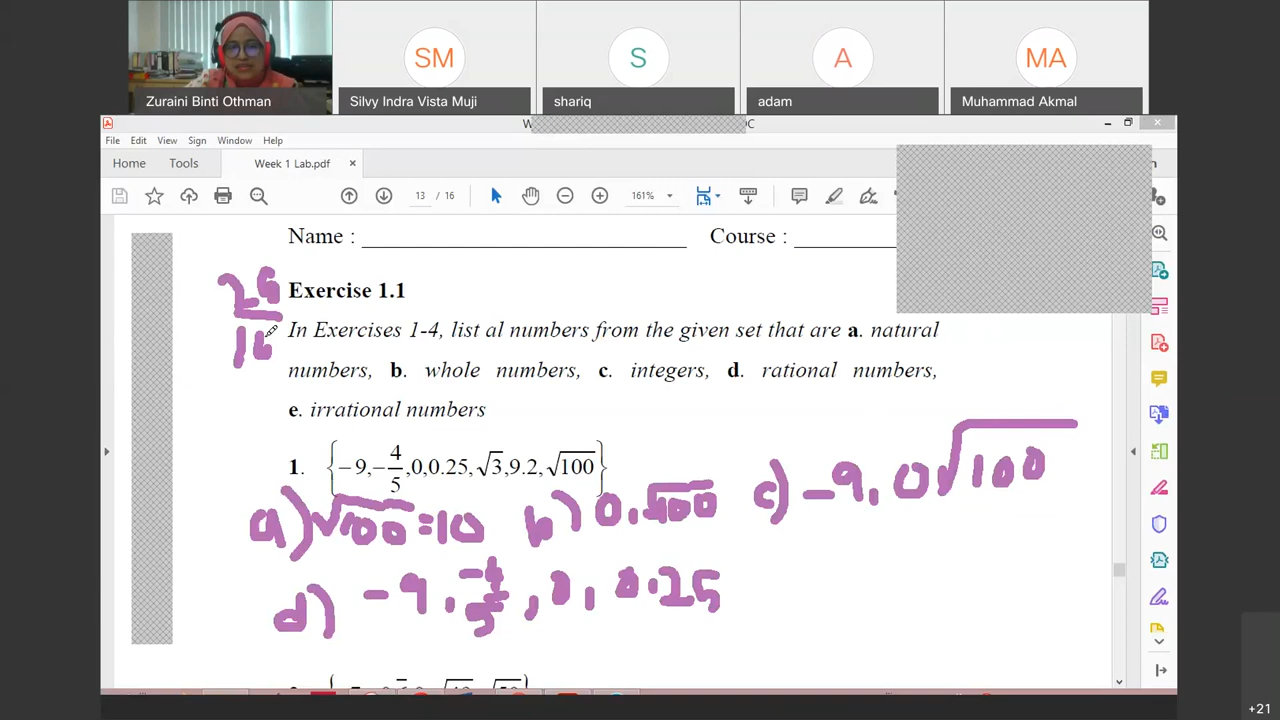 SM
S
A
MA
Zuraini Binti Othman
Silvy Indra Vista Muji
shariq
adam
Muhammad Akmal
File Edit View Sign Window Help
Home Tools Week 1 Lab.pdf
13 / 16 161%
Name : Course :
Exercise 1.1
In Exercises 1-4, list al numbers from the given set that are a. natural
numbers, b. whole numbers, c. integers, d. rational numbers,
e. irrational numbers
1. {-9, -4/5, 0, 0.25, √3, 9.2, √100}
a) √100 = 10 b) 0, √100 c) -9, 0 √100
d) -9, -4/5, 0, 0.25
+21